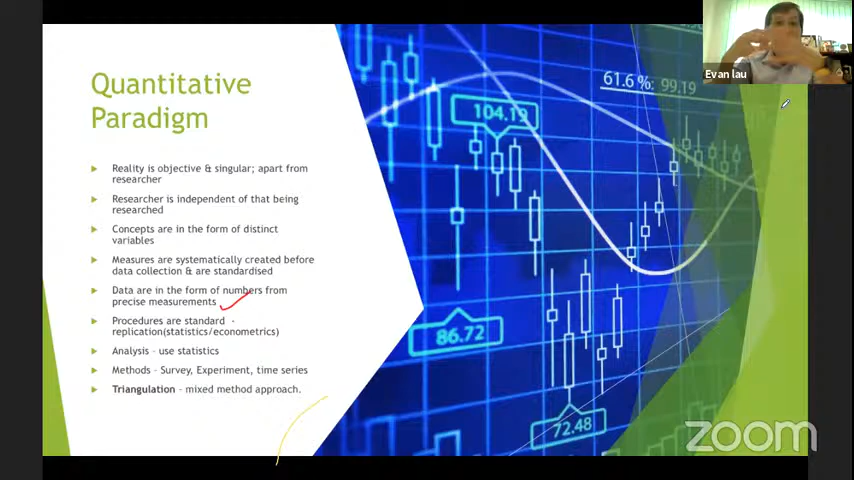 Quantitative
Paradigm
Reality is objective & singular; apart from
researcher
Researcher is independent of that being
researched
Concepts are in the form of distinct
variables
Measures are systematically created before
data collection & are standardised
Data are in the form of numbers from
precise measurements
Procedures are standard -
replication(statistics/econometrics)
Analysis – use statistics
Methods – Survey, Experiment, time series
Triangulation – mixed method approach.
61.6 %: 99.19
104.19
86.72
72.48
Evan lau
zoom